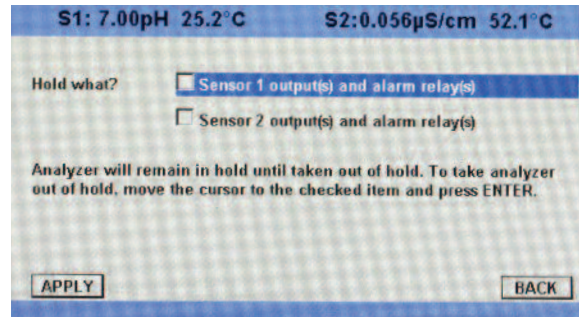 S1: 7.00pH 25.2°C S2:0.056µS/cm 52.1°C
Hold what? Sensor 1 output(s) and alarm relay(s)
Sensor 2 output(s) and alarm relay(s)
Analyzer will remain in hold until taken out of hold. To take analyzer
out of hold, move the cursor to the checked item and press ENTER.
APPLY BACK